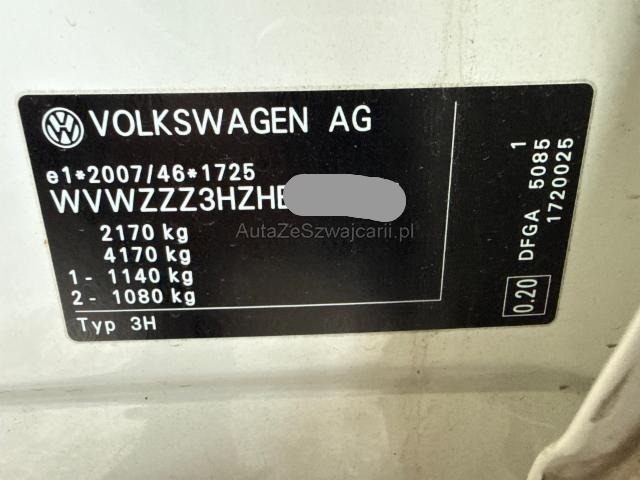 VOLKSWAGEN AG
e1*2007/46*1725
WVWZZZ3HZHE
2170 kg
4170 kg
1 - 1140 kg
2 - 1080 kg
Typ 3H
1
DFGA 5085
1720025
0.20
AutaZeSzwajcarii.pl